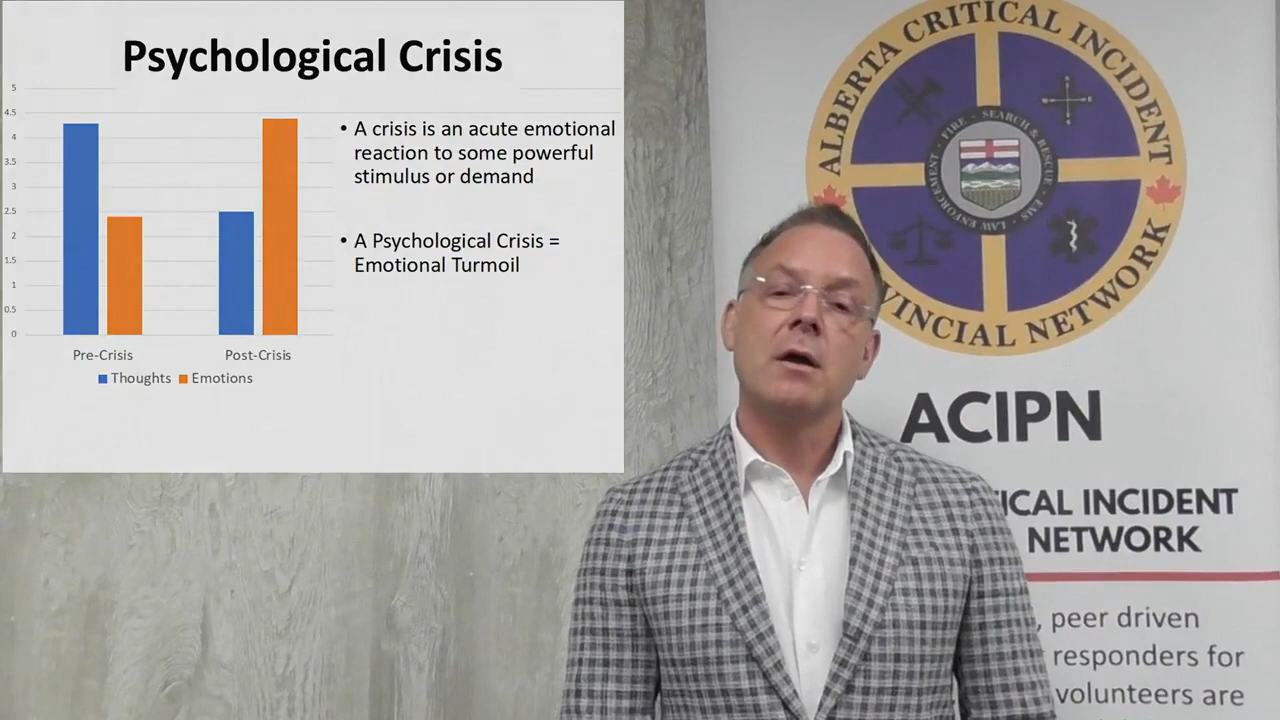 Psychological Crisis
5
4.5
4
3.5
3
2.5
2
1.5
1
0.5
0
Pre-Crisis
Post-Crisis
Thoughts
Emotions
• A crisis is an acute emotional
reaction to some powerful
stimulus or demand
• A Psychological Crisis =
Emotional Turmoil
ALBERTA CRITICAL INCIDENT
VINCIAL NETWORK
FIRE · SEARCH & RESCUE · EMS · LAW ENFORCEMENT
ACIPN
ICAL INCIDENT
NETWORK
, peer driven
responders for
volunteers are